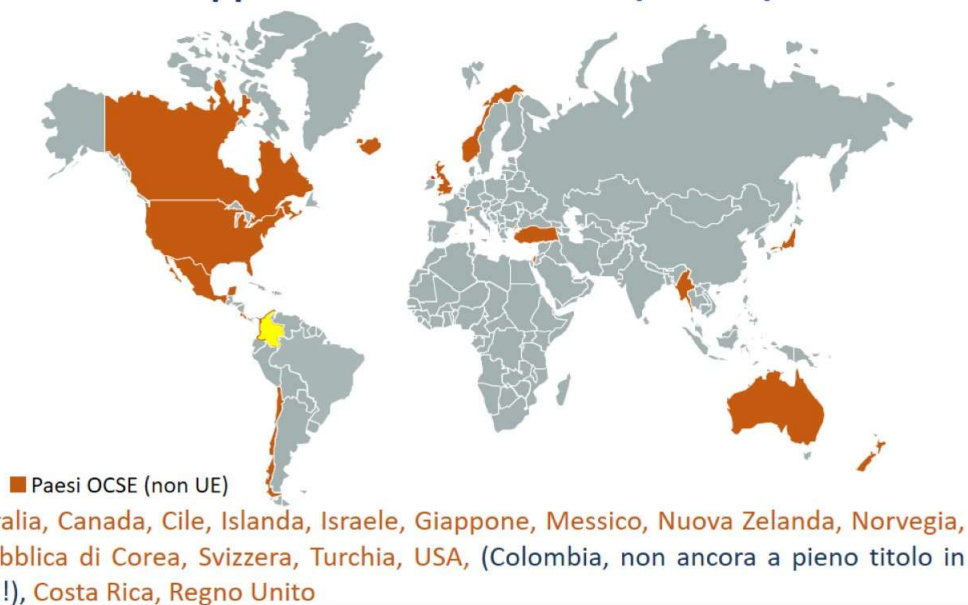 Paesi OCSE (non UE)
ralia, Canada, Cile, Islanda, Israele, Giappone, Messico, Nuova Zelanda, Norvegia,
bblica di Corea, Svizzera, Turchia, USA, (Colombia, non ancora a pieno titolo in
!), Costa Rica, Regno Unito